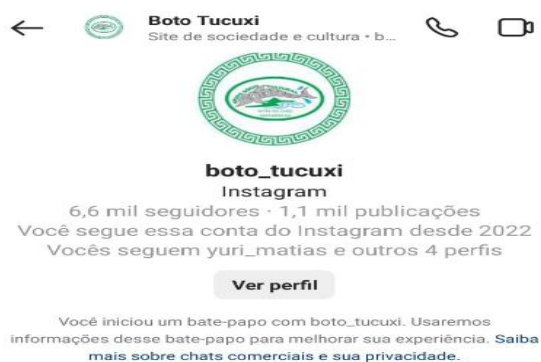 Boto Tucuxi
Site de sociedade e cultura • b...
boto_tucuxi
Instagram
6,6 mil seguidores · 1,1 mil publicações
Você segue essa conta do Instagram desde 2022
Vocês seguem yuri_matias e outros 4 perfis
Ver perfil
Você iniciou um bate-papo com boto_tucuxi. Usaremos
informações desse bate-papo para melhorar sua experiência. Saiba
mais sobre chats comerciais e sua privacidade.